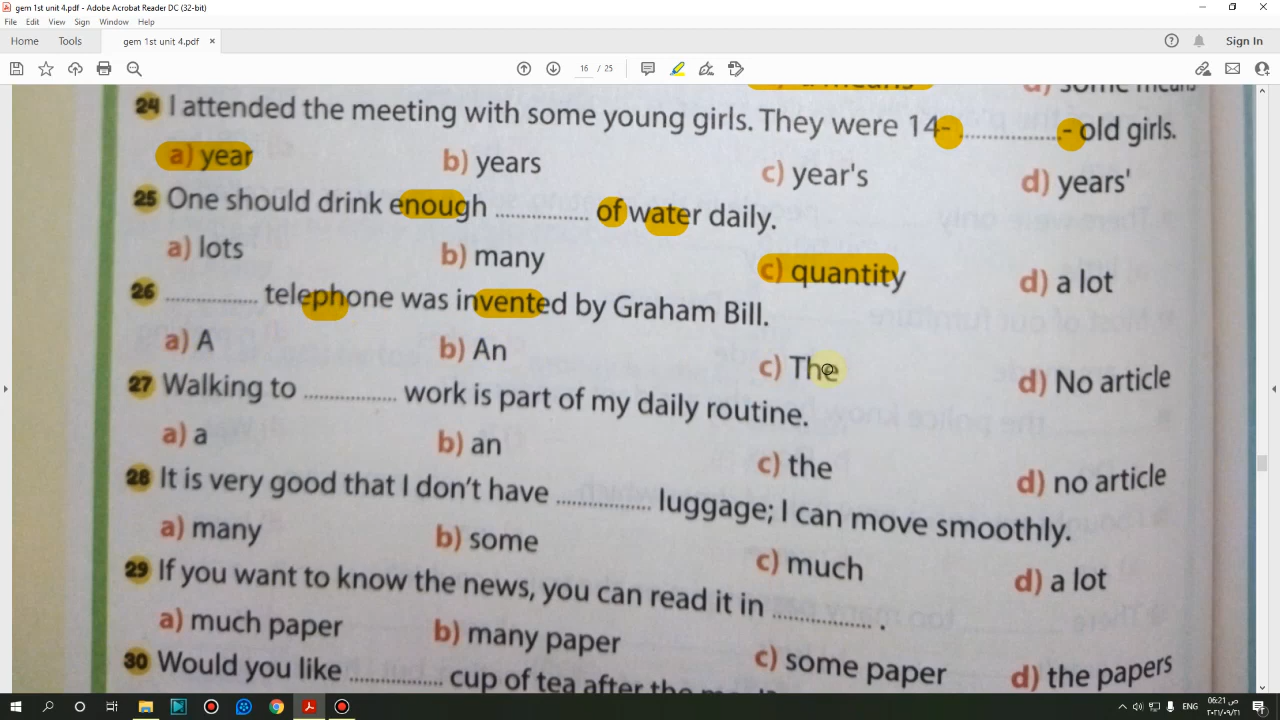 gem 1st unit 4.pdf - Adobe Acrobat Reader DC (32-bit)
File Edit View Sign Window Help
Home Tools gem 1st unit 4.pdf × Sign In
16 / 25
a means d) some means
24 I attended the meeting with some young girls. They were 14- ............... - old girls.
a) year b) years c) year's d) years'
25 One should drink enough ............... of water daily.
a) lots b) many c) quantity d) a lot
26 ............... telephone was invented by Graham Bill.
a) A b) An c) The d) No article
27 Walking to ............... work is part of my daily routine.
a) a b) an c) the d) no article
28 It is very good that I don't have ............... luggage; I can move smoothly.
a) many b) some c) much d) a lot
29 If you want to know the news, you can read it in ............... .
a) much paper b) many paper c) some paper d) the papers
30 Would you like ............... cup of tea after the
ENG ص 06:21
٢٠٢١/٠٩/٢١